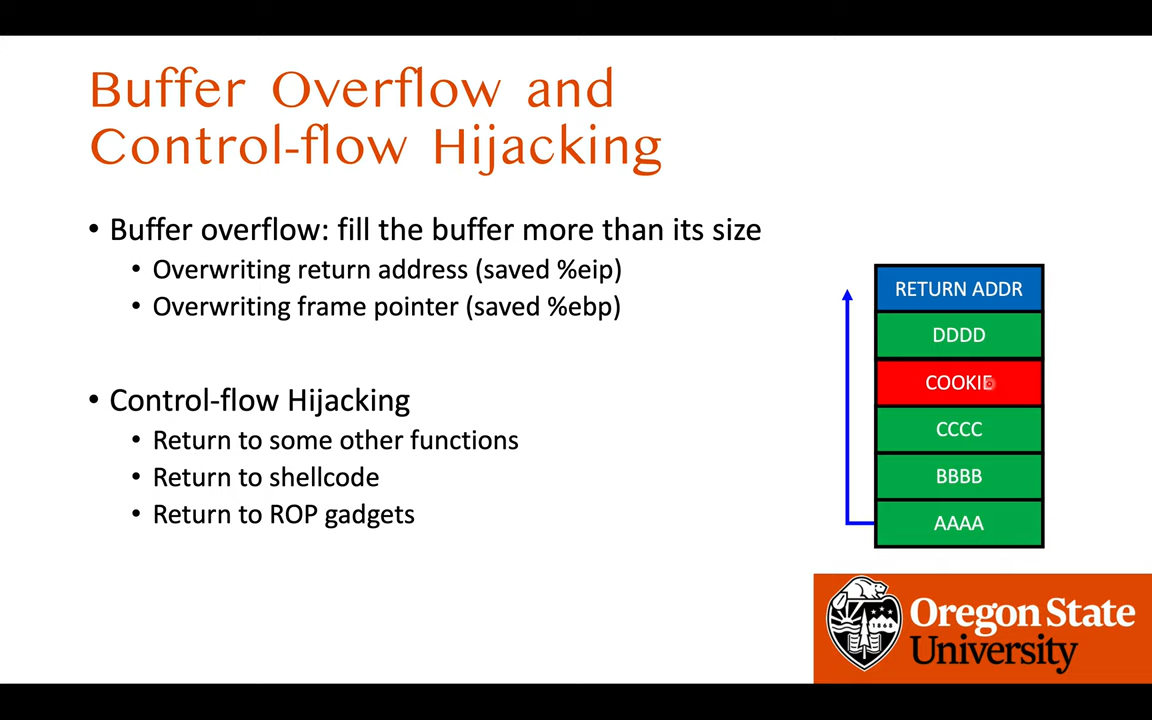 Buffer Overflow and
Control-flow Hijacking
• Buffer overflow: fill the buffer more than its size
• Overwriting return address (saved %eip)
• Overwriting frame pointer (saved %ebp)
• Control-flow Hijacking
• Return to some other functions
• Return to shellcode
• Return to ROP gadgets
RETURN ADDR
DDDD
COOKIE
CCCC
BBBB
AAAA
Oregon State
University